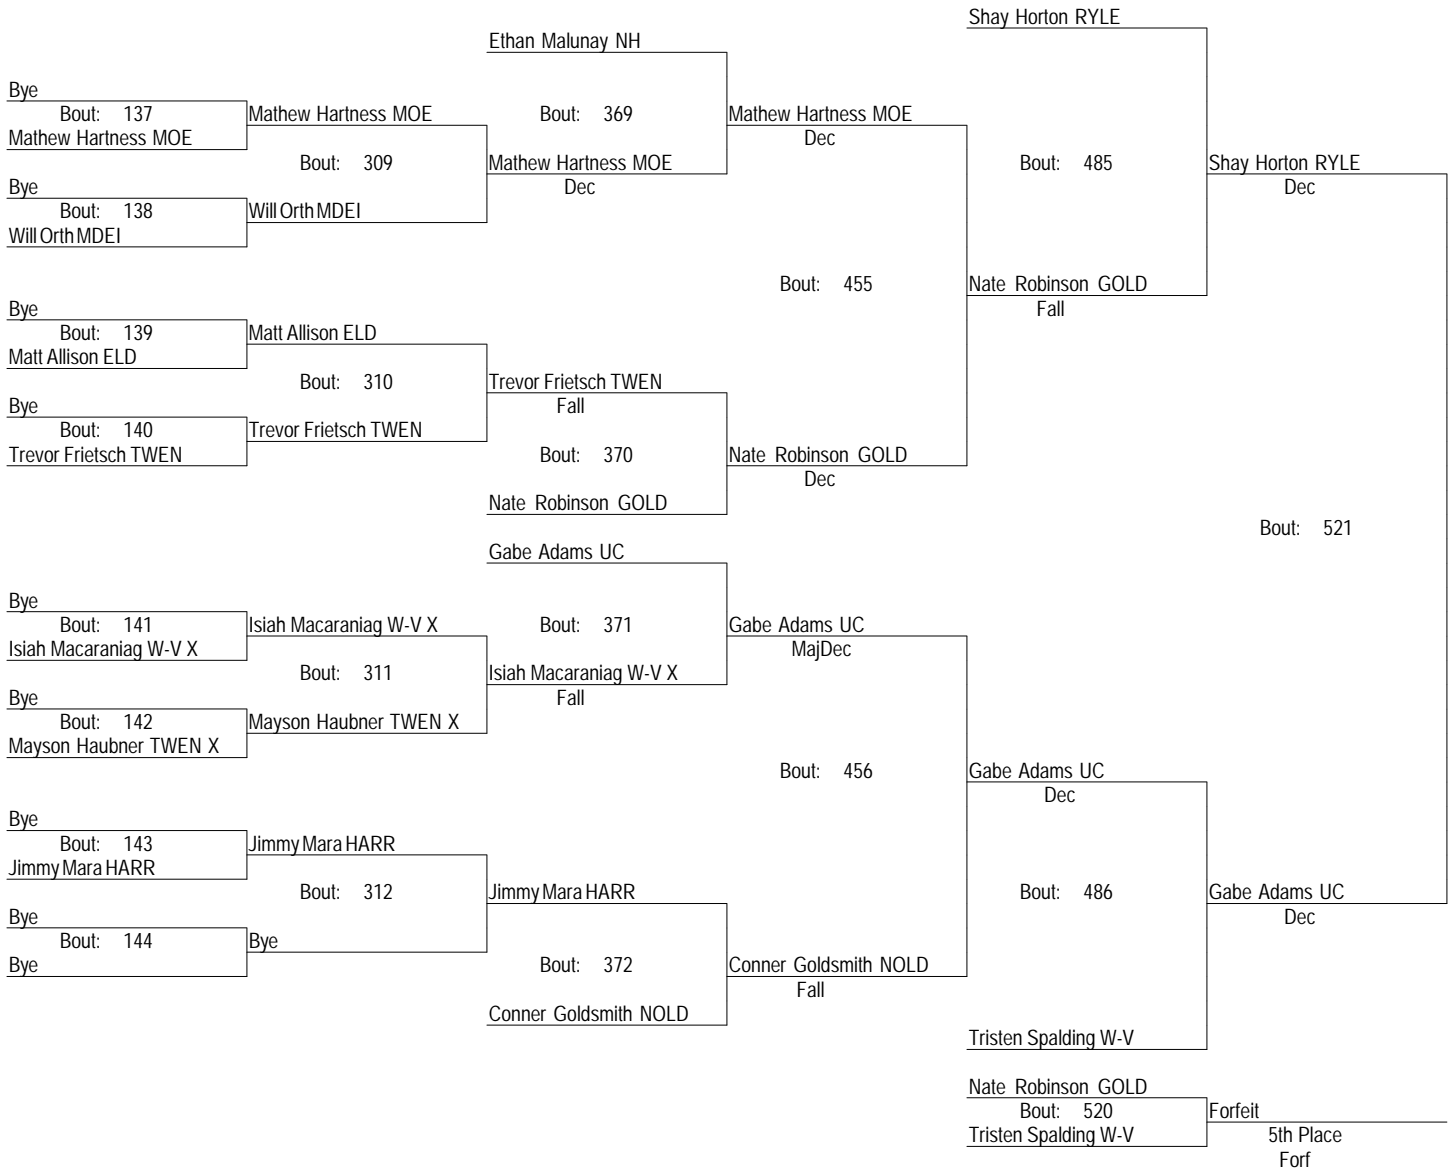 Shay Horton RYLE
Ethan Malunay NH
Bye
Bout: 137
Mathew Hartness MOE
Bout: 369
Mathew Hartness MOE
Mathew Hartness MOE
Dec
Bout: 309
Mathew Hartness MOE
Bout: 485
Shay Horton RYLE
Bye
Dec
Dec
Bout: 138
Will Orth MDEI
Will Orth MDEI
Bout: 455
Nate Robinson GOLD
Bye
Fall
Bout: 139
Matt Allison ELD
Matt Allison ELD
Bout: 310
Trevor Frietsch TWEN
Bye
Fall
Bout: 140
Trevor Frietsch TWEN
Trevor Frietsch TWEN
Bout: 370
Nate Robinson GOLD
Dec
Nate Robinson GOLD
Bout: 521
Gabe Adams UC
Bye
Bout: 141
Isiah Macaraniag W-V X
Bout: 371
Gabe Adams UC
Isiah Macaraniag W-V X
MajDec
Bout: 311
Isiah Macaraniag W-V X
Bye
Fall
Bout: 142
Mayson Haubner TWEN X
Mayson Haubner TWEN X
Bout: 456
Gabe Adams UC
Dec
Bye
Bout: 143
Jimmy Mara HARR
Jimmy Mara HARR
Bout: 312
Jimmy Mara HARR
Bout: 486
Gabe Adams UC
Bye
Dec
Bout: 144
Bye
Bye
Bout: 372
Conner Goldsmith NOLD
Fall
Conner Goldsmith NOLD
Tristen Spalding W-V
Nate Robinson GOLD
Bout: 520
Forfeit
Tristen Spalding W-V
5th Place
Forf